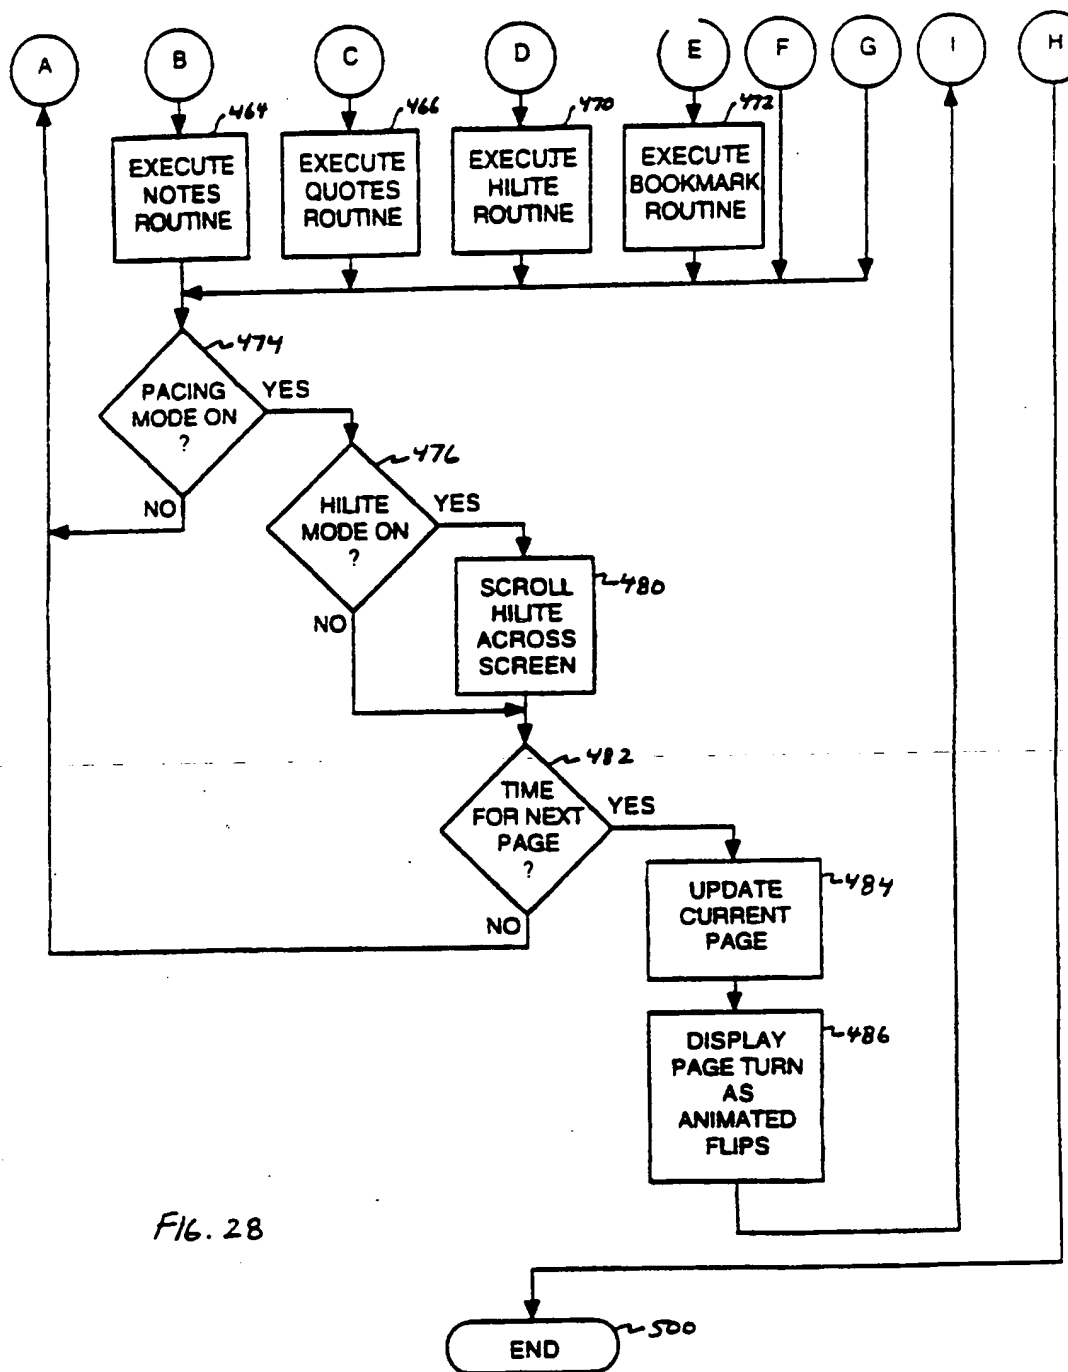 A
B
C
D
E
F
G
I
H
464
466
470
472
EXECUTE
NOTES
ROUTINE
EXECUTE
QUOTES
ROUTINE
EXECUTE
HILITE
ROUTINE
EXECUTE
BOOKMARK
ROUTINE
474
PACING
MODE ON
?
YES
NO
476
HILITE
MODE ON
?
YES
NO
480
SCROLL
HILITE
ACROSS
SCREEN
482
TIME
FOR NEXT
PAGE
?
YES
NO
484
UPDATE
CURRENT
PAGE
486
DISPLAY
PAGE TURN
AS
ANIMATED
FLIPS
FIG. 28
END
500